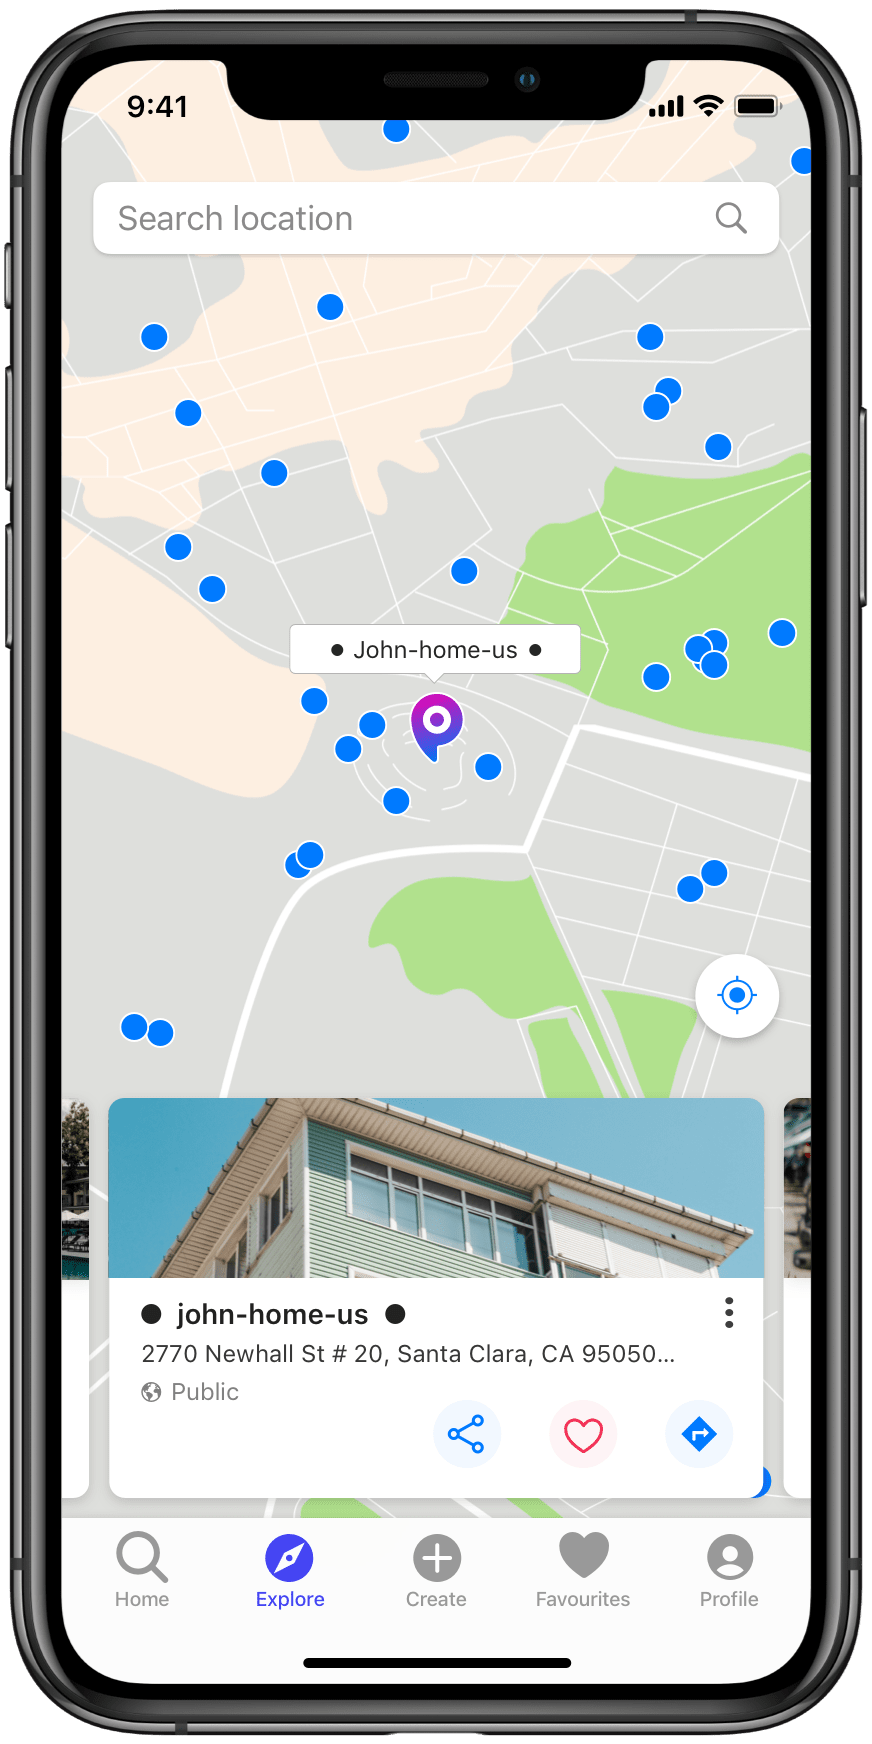 9:41
Search location
● John-home-us ●
● john-home-us ●
2770 Newhall St # 20, Santa Clara, CA 95050...
Public
Home
Explore
Create
Favourites
Profile